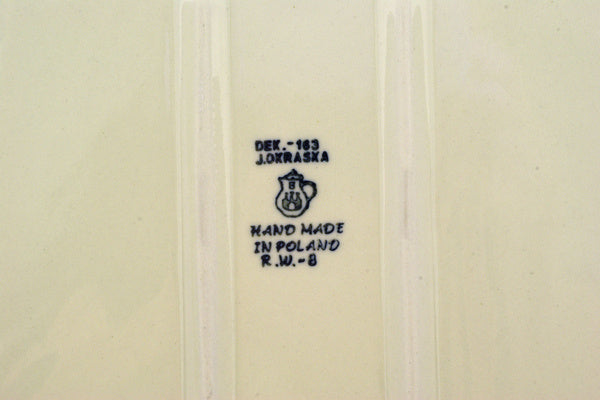 DEK.-163
J.OKRASKA
B
HAND MADE
IN POLAND
R.W.-8